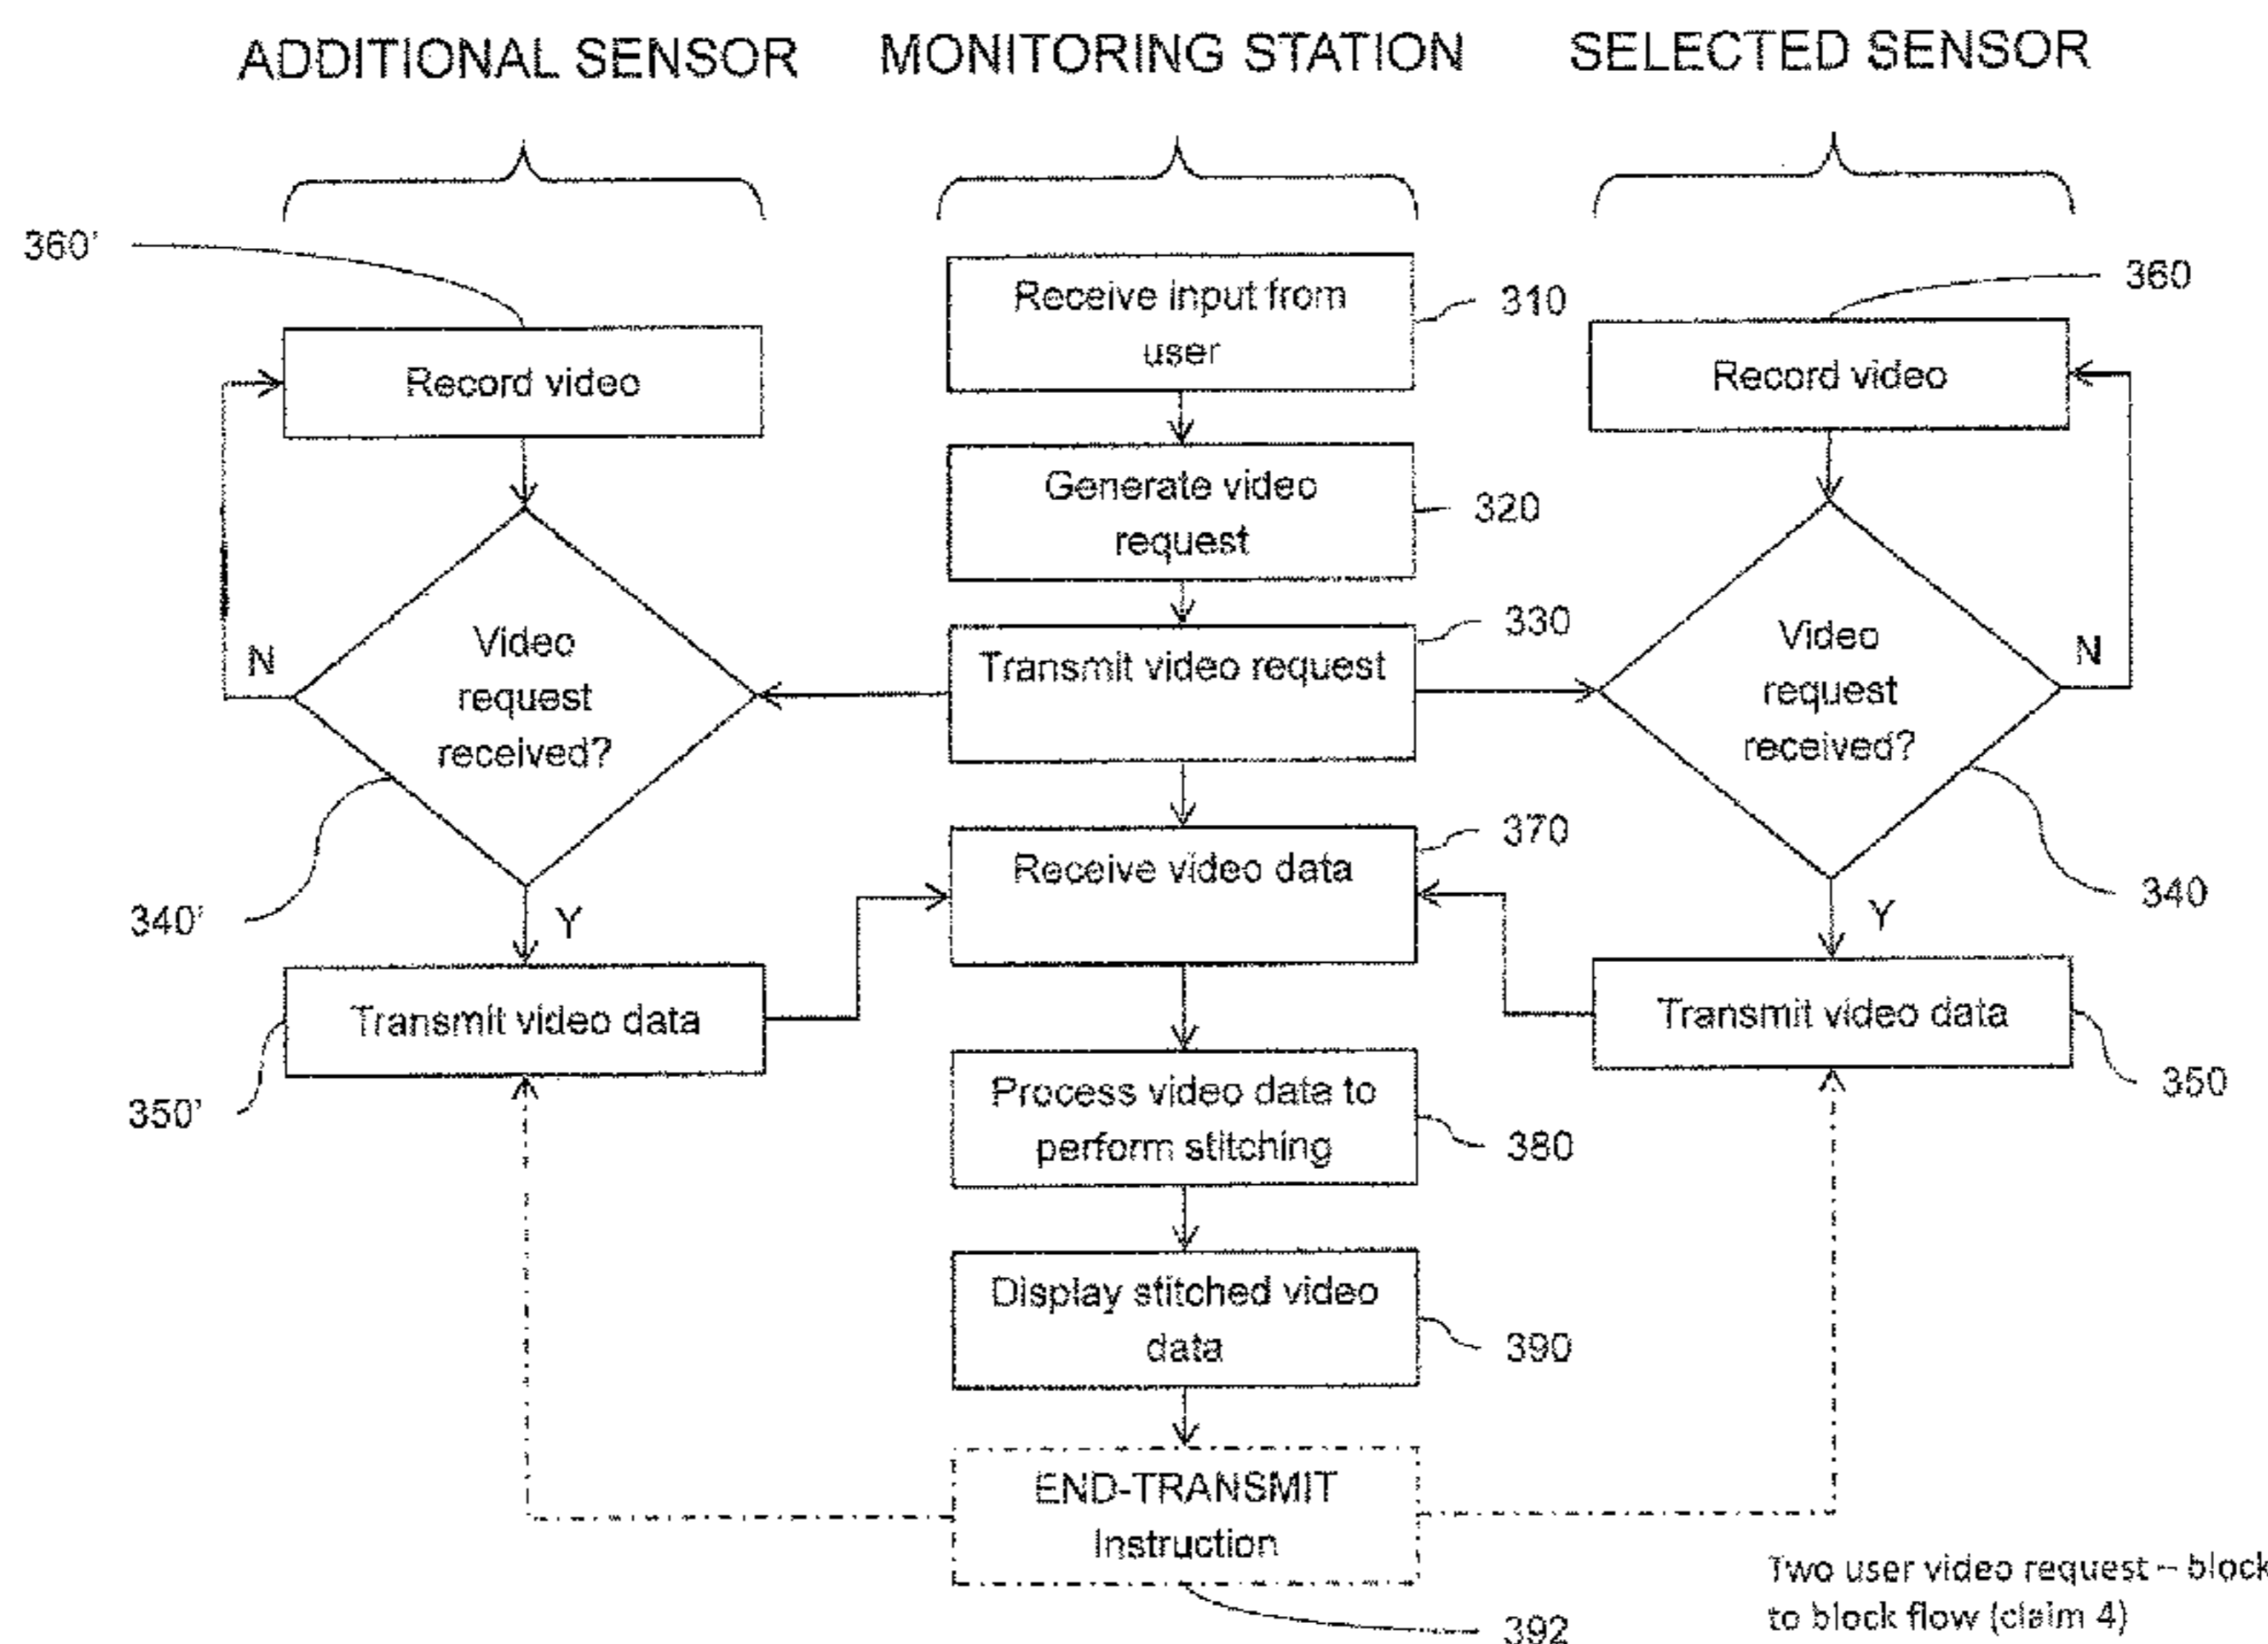 ADDITIONAL SENSOR
MONITORING STATION
SELECTED SENSOR
360'
Record video
Video
request
received?
N
340'
Y
Transmit video data
350'
Receive input from
user
310
Generate video
request
320
Transmit video request
330
Receive video data
370
Process video data to
perform stitching
380
Display stitched video
data
390
END-TRANSMIT
Instruction
392
360
Record video
Video
request
received?
N
340
Y
Transmit video data
350
Two user video request – block
to block flow (claim 4)